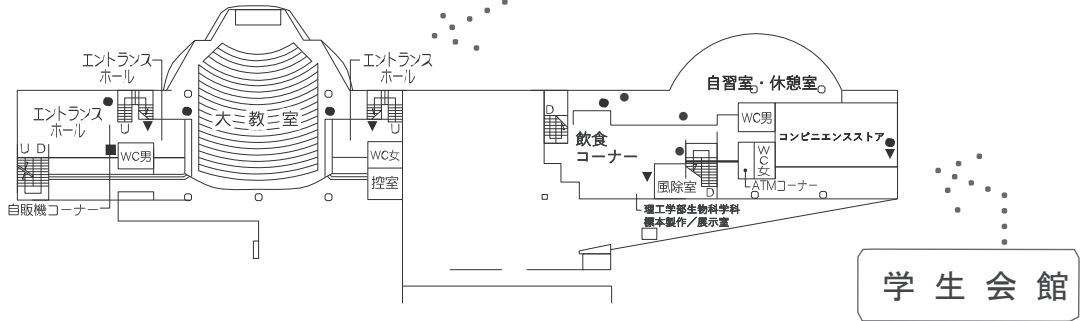 エントランス
ホール
エントランス
ホール
エントランス
ホール
大教室
U
U
U D
WC男
WC女
控室
自販機コーナー
自習室・休憩室
D
飲食
コーナー
WC男
コンビニエンスストア
WC女
風除室
D
ATMコーナー
理工学部生物科学科
標本製作／展示室
学生会館